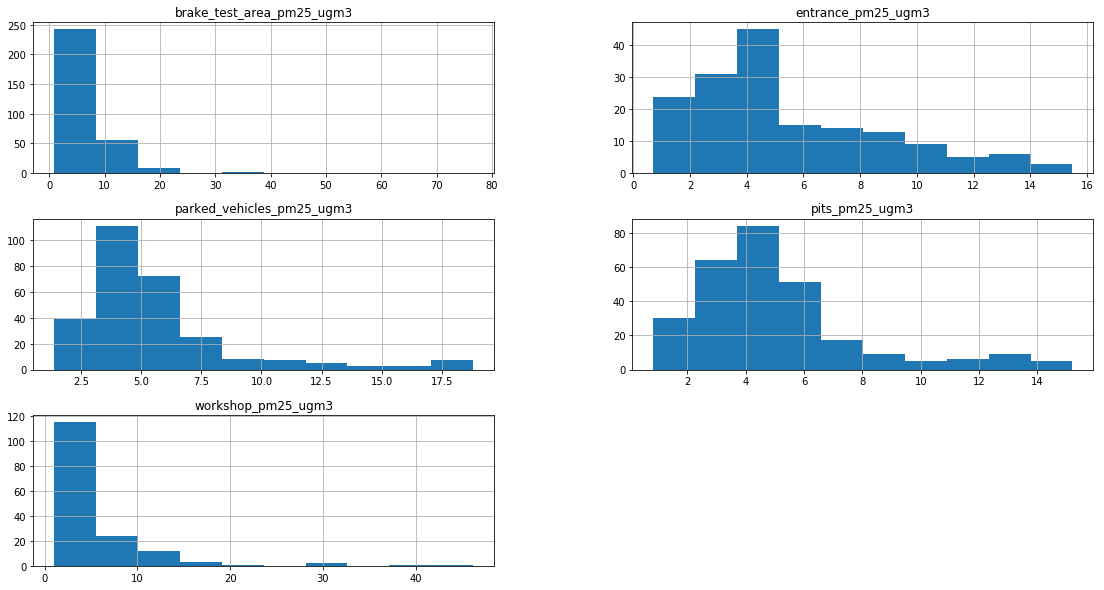 brake_test_area_pm25_ugm3
250
200
150
100
50
0
0 10 20 30 40 50 60 70 80
entrance_pm25_ugm3
40
30
20
10
0
0 2 4 6 8 10 12 14 16
parked_vehicles_pm25_ugm3
100
80
60
40
20
0
2.5 5.0 7.5 10.0 12.5 15.0 17.5
pits_pm25_ugm3
80
60
40
20
0
2 4 6 8 10 12 14
workshop_pm25_ugm3
120
100
80
60
40
20
0
0 10 20 30 40